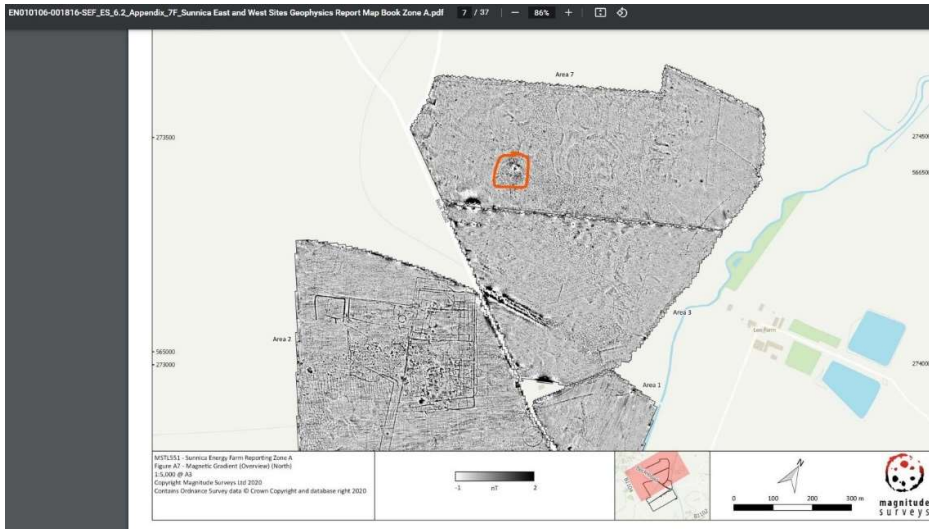 EN010106-001816-SEF_ES_6.2_Appendix_7F_Sunnica East and West Sites Geophysics Report Map Book Zone A.pdf
7 / 37
86%
Area 7
273500
274500
566500
Area 3
Area 2
565000
273000
274000
Area 1
MSTL551 - Sunnica Energy Farm Reporting Zone A
Figure A7 - Magnetic Gradient (Overview) (North)
1:5,000 @ A3
Copyright Magnitude Surveys Ltd 2020
Contains Ordnance Survey data © Crown Copyright and database right 2020
-1 nT 2
N
0 100 200 300 m
magnitude
surveys